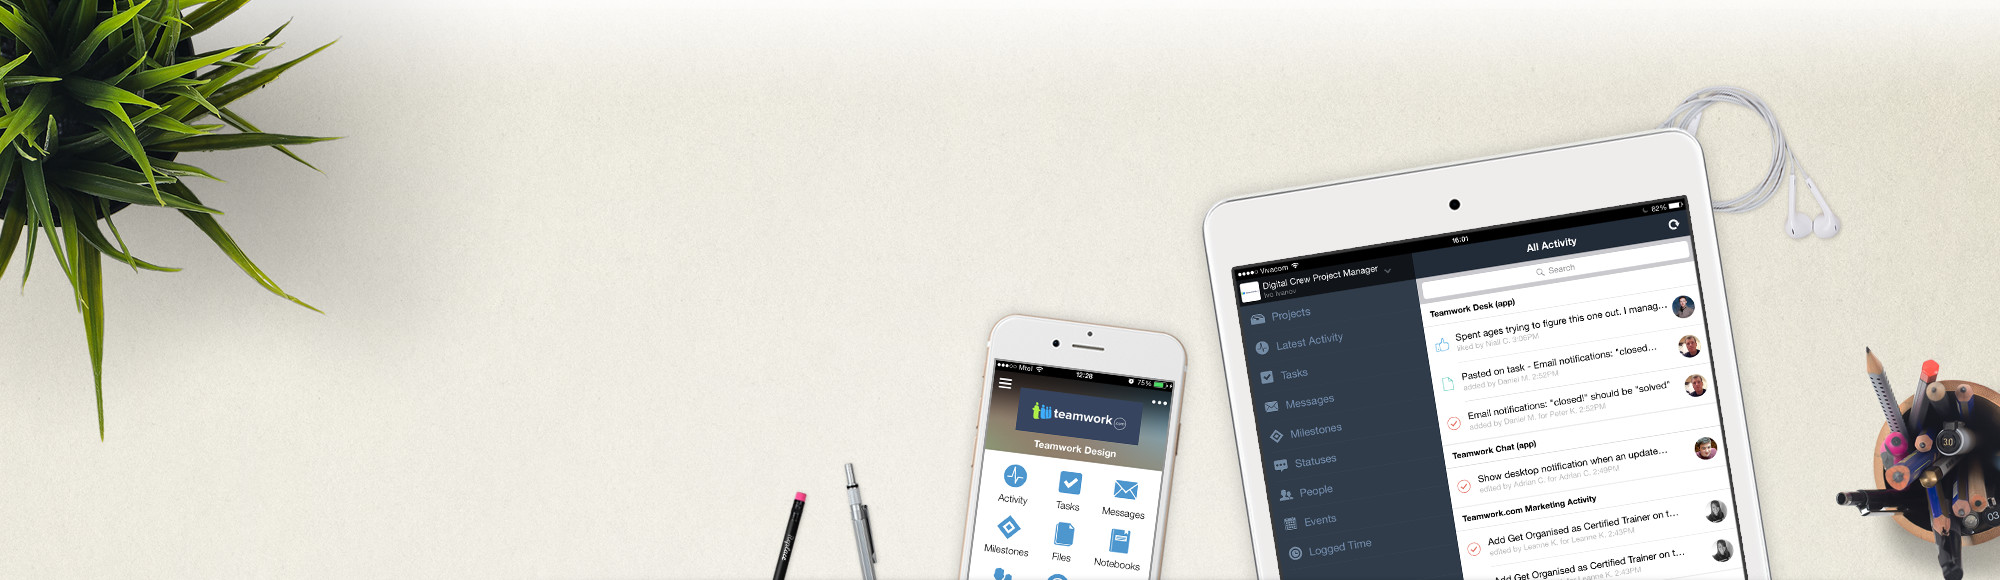 Mtel
12:28
75%
teamwork
.com
Teamwork Design
Activity
Tasks
Messages
Milestones
Files
Notebooks
Vivacom
16:01
82%
Digital Crew Project Manager
Ivo Ivanov
Projects
Latest Activity
Tasks
Messages
Milestones
Statuses
People
Events
Logged Time
All Activity
Search
Teamwork Desk (app)
Spent ages trying to figure this one out. I manag...
liked by Niall C. 3:05PM
Pasted on task - Email notifications: "closed...
added by Daniel M. 2:52PM
Email notifications: "closed!" should be "solved"
added by Daniel M. for Peter K. 2:52PM
Teamwork Chat (app)
Show desktop notification when an update...
edited by Adrian C. for Adrian C. 2:49PM
Teamwork.com Marketing Activity
Add Get Organised as Certified Trainer on t...
edited by Leanne K. for Leanne K. 2:43PM
Add Get Organised as Certified Trainer on t...
for Leanne K. 2:43PM
3.0
03